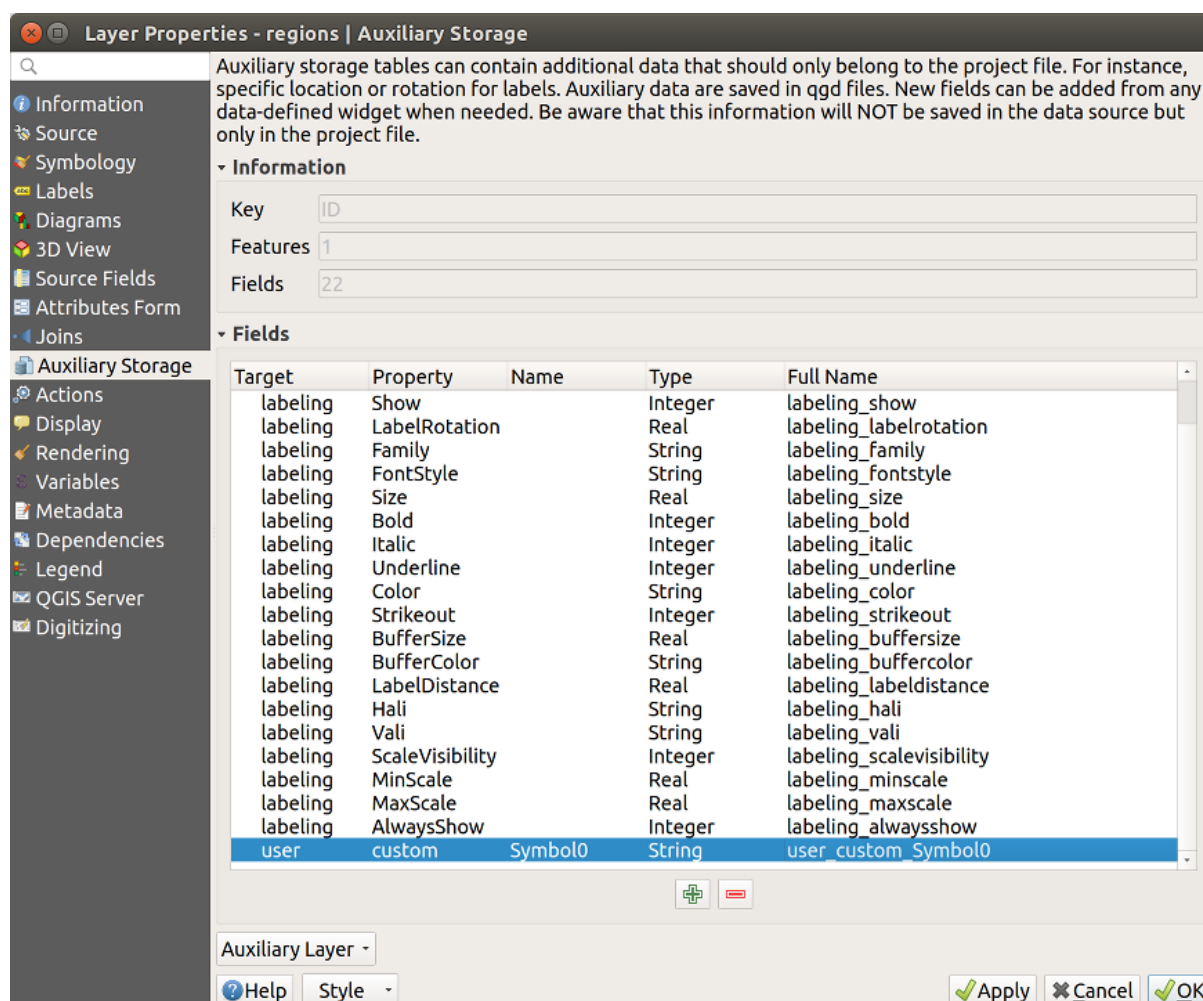 Layer Properties - regions | Auxiliary Storage
Auxiliary storage tables can contain additional data that should only belong to the project file. For instance,
specific location or rotation for labels. Auxiliary data are saved in qgd files. New fields can be added from any
data-defined widget when needed. Be aware that this information will NOT be saved in the data source but
only in the project file.
Information
Source
Symbology
Labels
Diagrams
3D View
Source Fields
Attributes Form
Joins
Auxiliary Storage
Actions
Display
Rendering
Variables
Metadata
Dependencies
Legend
QGIS Server
Digitizing
Information
Key ID
Features 1
Fields 22
Fields
Target Property Name Type Full Name
labeling Show Integer labeling_show
labeling LabelRotation Real labeling_labelrotation
labeling Family String labeling_family
labeling FontStyle String labeling_fontstyle
labeling Size Real labeling_size
labeling Bold Integer labeling_bold
labeling Italic Integer labeling_italic
labeling Underline Integer labeling_underline
labeling Color String labeling_color
labeling Strikeout Integer labeling_strikeout
labeling BufferSize Real labeling_buffersize
labeling BufferColor String labeling_buffercolor
labeling LabelDistance Real labeling_labeldistance
labeling Hali String labeling_hali
labeling Vali String labeling_vali
labeling ScaleVisibility Integer labeling_scalevisibility
labeling MinScale Real labeling_minscale
labeling MaxScale Real labeling_maxscale
labeling AlwaysShow Integer labeling_alwaysshow
user custom Symbol0 String user_custom_Symbol0
Auxiliary Layer
Help Style Apply Cancel OK